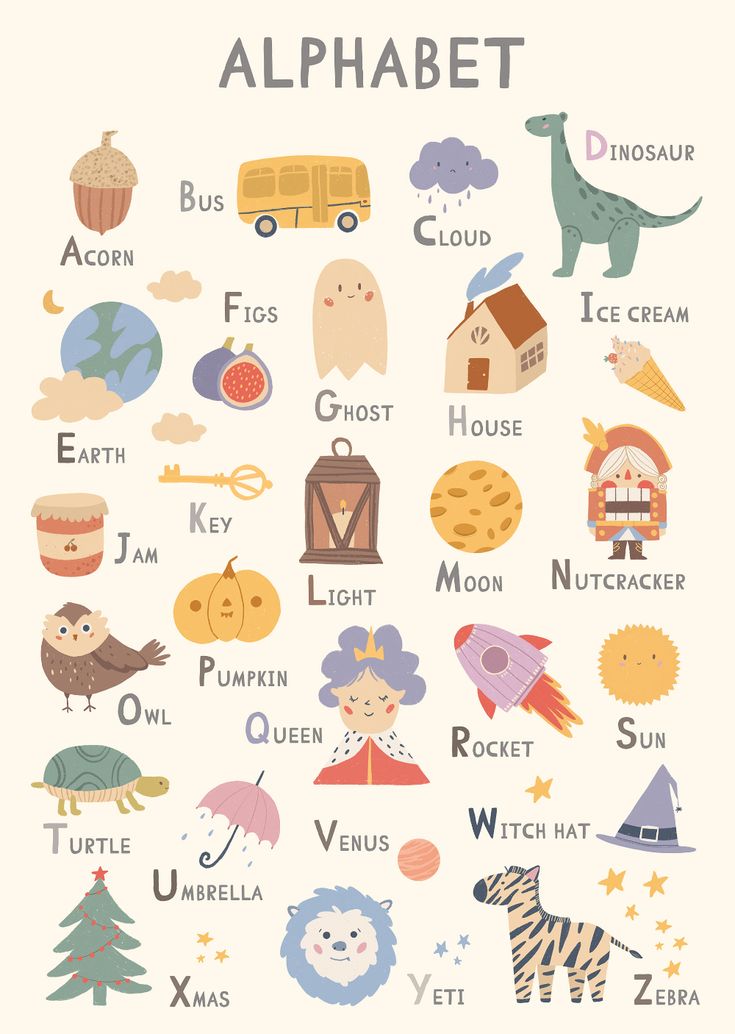 ALPHABET
ACORN
BUS
CLOUD
DINOSAUR
EARTH
FIGS
GHOST
HOUSE
ICE CREAM
JAM
KEY
LIGHT
MOON
NUTCRACKER
OWL
PUMPKIN
QUEEN
ROCKET
SUN
TURTLE
UMBRELLA
VENUS
WITCH HAT
XMAS
YETI
ZEBRA